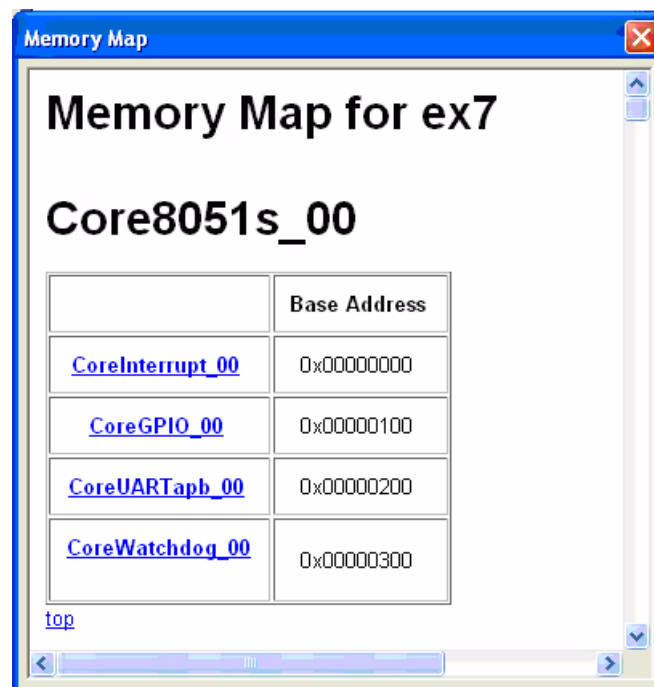 Memory Map
Memory Map for ex7
Core8051s_00
Base Address
CoreInterrupt_00 0x00000000
CoreGPIO_00 0x00000100
CoreUARTapb_00 0x00000200
CoreWatchdog_00 0x00000300
top